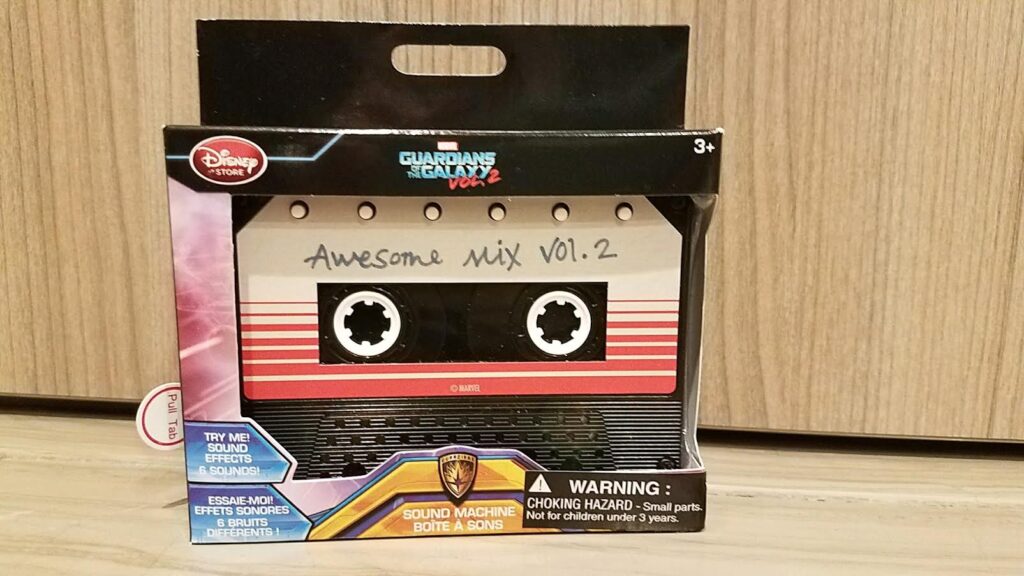 Disney
STORE
MARVEL
GUARDIANS
OF THE GALAXY
VOL. 2
3+
Awesome Mix VOl. 2
© MARVEL
Pull Tab
TRY ME!
SOUND
EFFECTS
6 SOUNDS!
ESSAIE-MOI!
EFFETS SONORES
6 BRUITS
DIFFÉRENTS !
GUARDIANS
SOUND MACHINE
BOÎTE À SONS
WARNING :
CHOKING HAZARD - Small parts.
Not for children under 3 years.